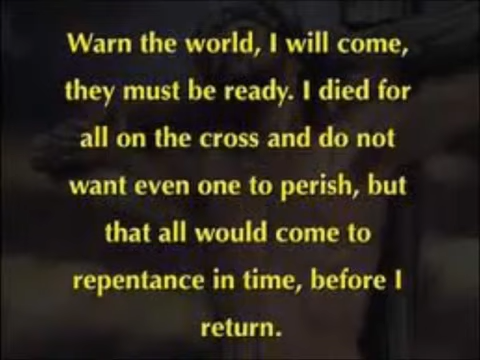 Warn the world, I will come,
they must be ready. I died for
all on the cross and do not
want even one to perish, but
that all would come to
repentance in time, before I
return.